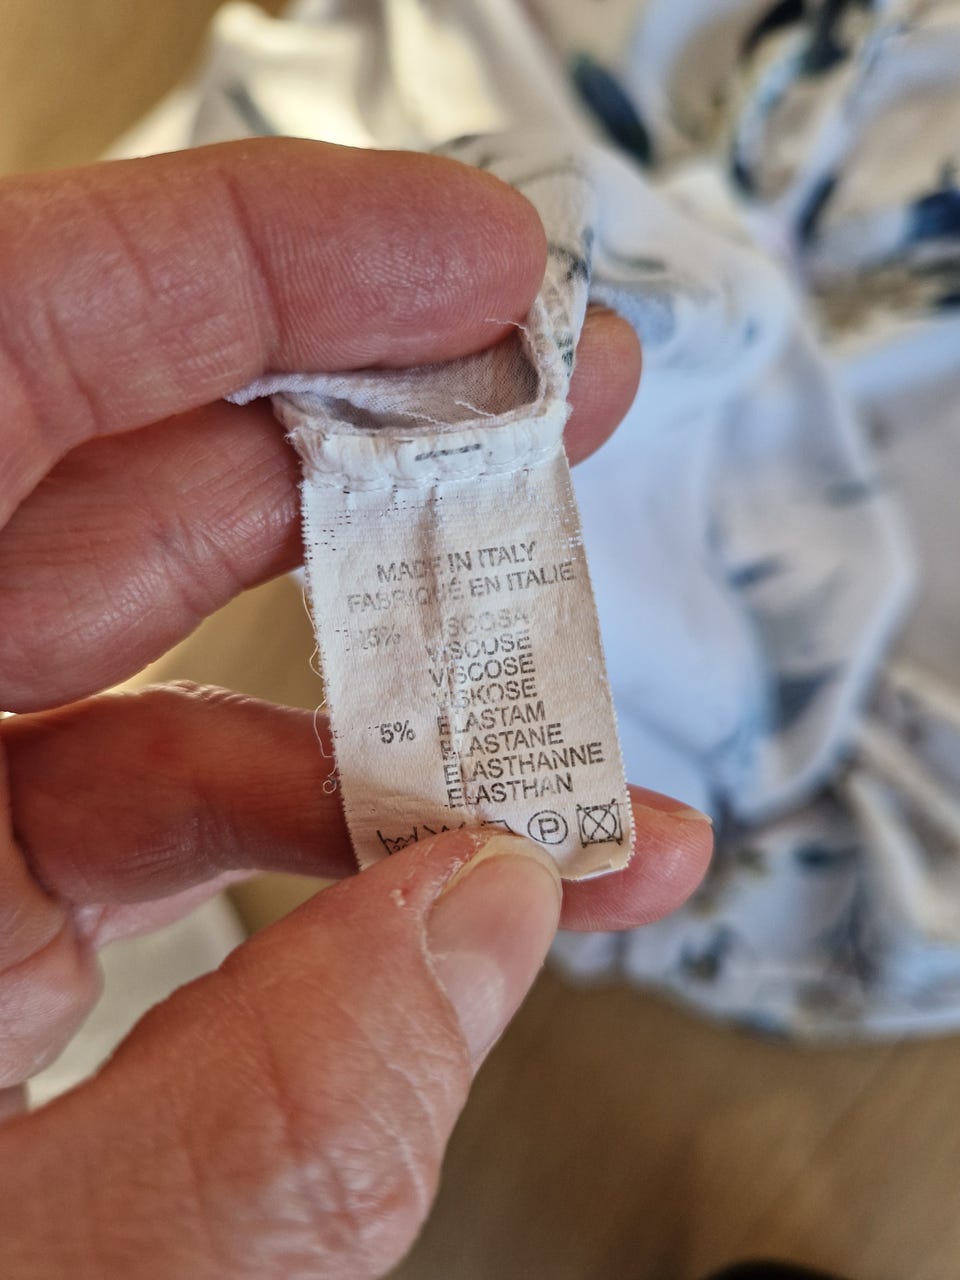 MADE IN ITALY
FABRIQUÉ EN ITALIE
VISCOSA
VISCOSE
VISCOSE
VISKOSE
5% ELASTAM
ELASTANE
ELASTHANNE
ELASTHAN
P